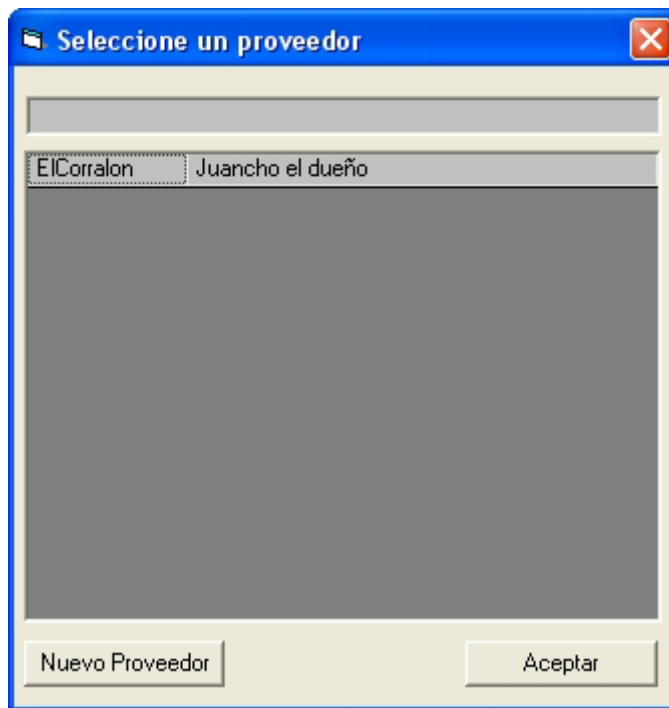 Seleccione un proveedor
ElCorralon Juancho el dueño
Nuevo Proveedor Aceptar